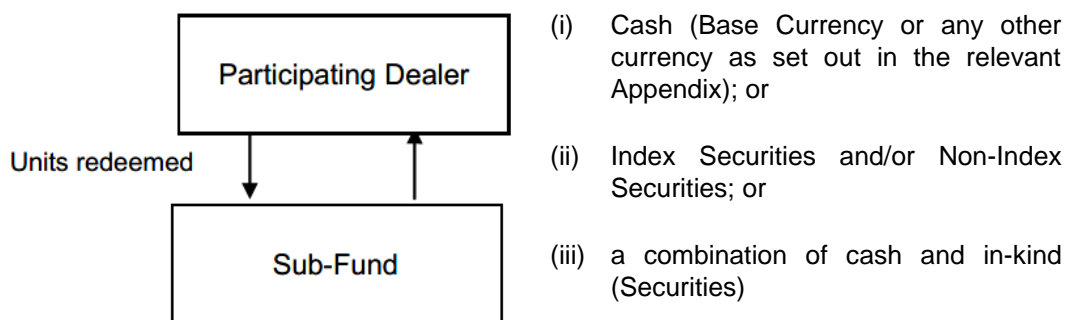 Participating Dealer
Units redeemed
Sub-Fund
(i) Cash (Base Currency or any other
currency as set out in the relevant
Appendix); or
(ii) Index Securities and/or Non-Index
Securities; or
(iii) a combination of cash and in-kind
(Securities)